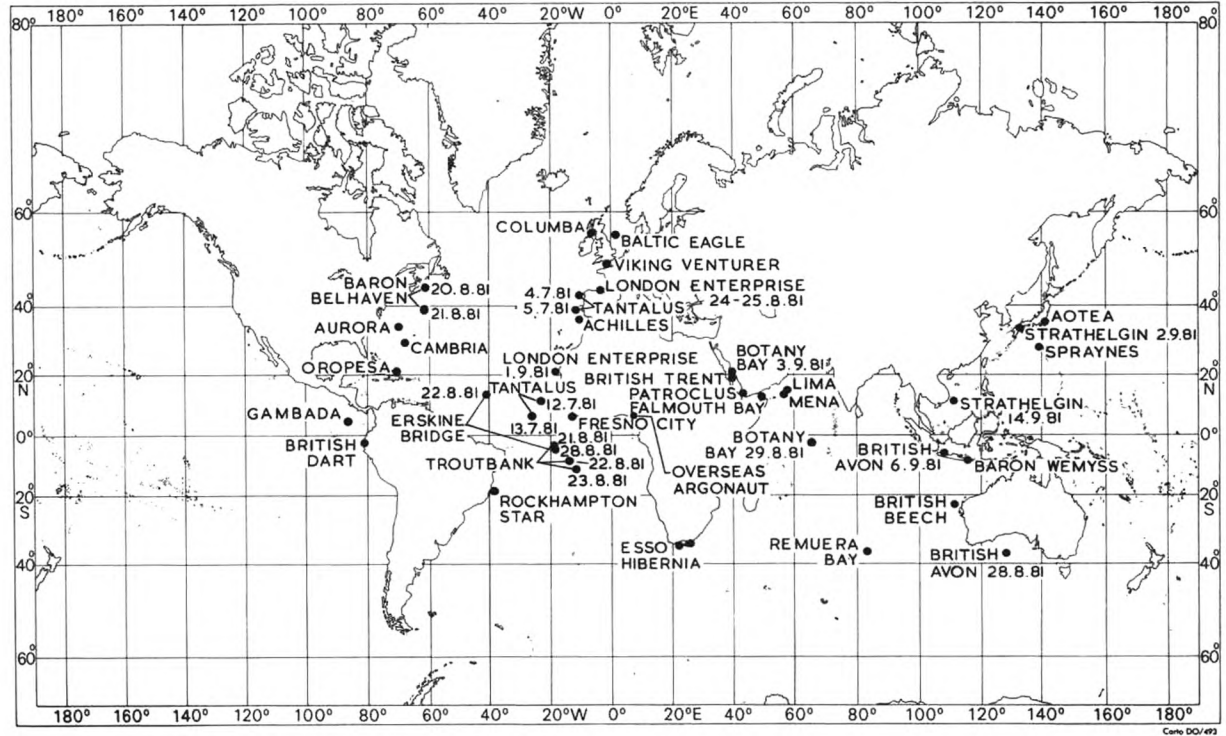 180° 160° 140° 120° 100° 80° 60° 40° 20°W 0° 20°E 40° 60° 80° 100° 120° 140° 160° 180°
80° 80°
60° 60°
COLUMBA
BALTIC EAGLE
VIKING VENTURER
BARON
BELHAVEN
20.8.81
21.8.81
4.7.81
5.7.81
LONDON ENTERPRISE
24-25.8.81
TANTALUS
ACHILLES
40° 40°
AURORA
CAMBRIA
AOTEA
STRATHELGIN 2.9.81
SPRAYNES
OROPESA
LONDON ENTERPRISE
1.9.81
BOTANY
BAY 3.9.81
20° 20°
N N
22.8.81
TANTALUS
12.7.81
13.7.81
BRITISH TRENT
PATROCLUS
FALMOUTH BAY
LIMA
MENA
STRATHELGIN
14.9.81
GAMBADA
ERSKINE
BRIDGE
FRESNO CITY
21.8.81
28.8.81
0° 0°
BRITISH
DART
TROUTBANK
22.8.81
23.8.81
BOTANY
BAY 29.8.81
BRITISH
AVON 6.9.81
BARON WEMYSS
OVERSEAS
ARGONAUT
20° 20°
S S
ROCKHAMPTON
STAR
BRITISH
BEECH
ESSO
HIBERNIA
REMUERA
BAY
BRITISH
AVON 28.8.81
40° 40°
60° 60°
180° 160° 140° 120° 100° 80° 60° 40° 20°W 0° 20°E 40° 60° 80° 100° 120° 140° 160° 180°
Carto DO/493